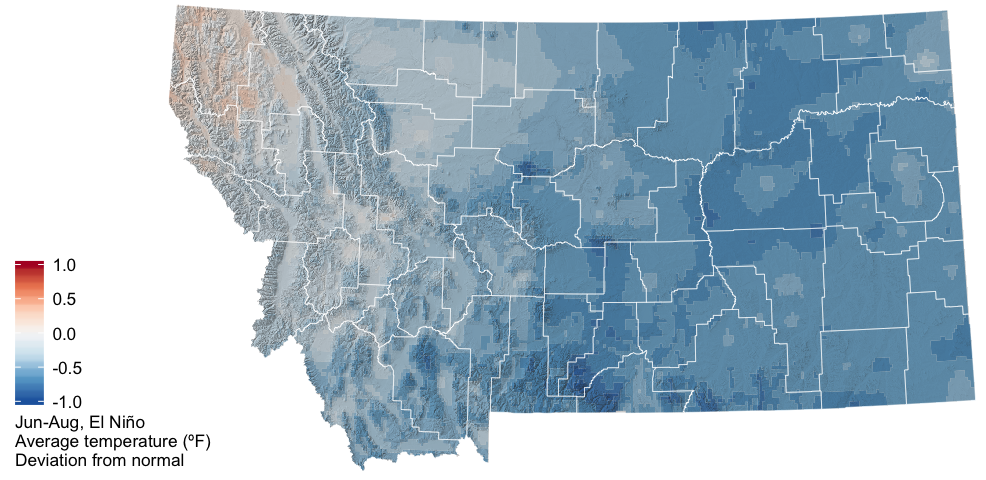 1.0
0.5
0.0
-0.5
-1.0
Jun-Aug, El Niño
Average temperature (ºF)
Deviation from normal